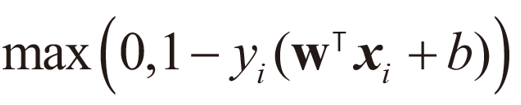 max(0,1 − yᵢ(wᵀxᵢ + b))